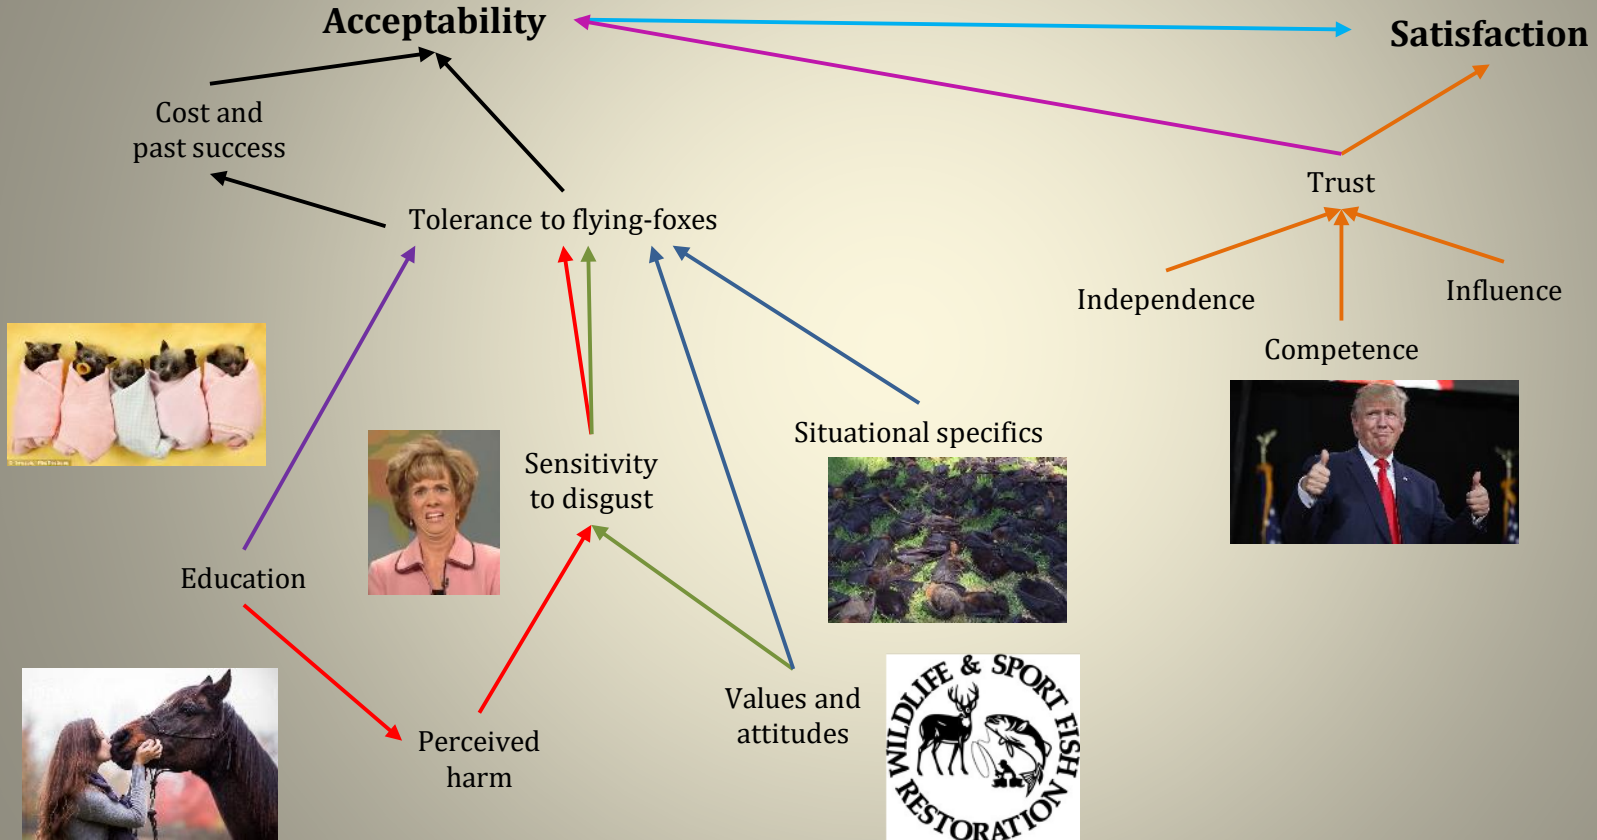 Acceptability
Satisfaction
Cost and
past success
Trust
Tolerance to flying-foxes
Independence
Influence
Competence
Situational specifics
Sensitivity
to disgust
Education
Values and
attitudes
Perceived
harm
WILDLIFE & SPORT FISH
RESTORATION